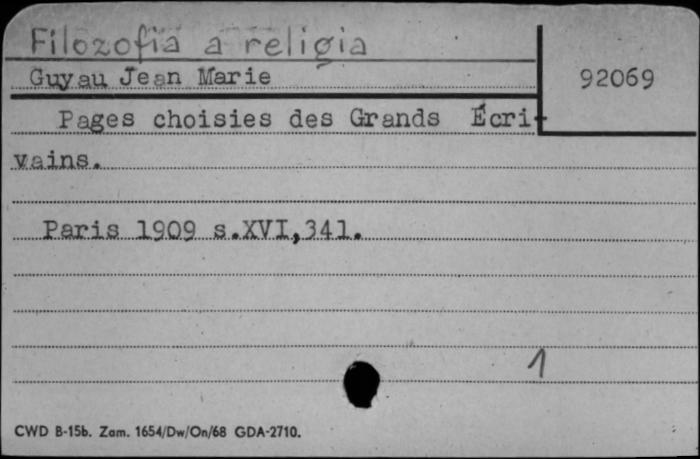 Filozofia a religia
Guyau Jean Marie
92069
Pages choisies des Grands Écri-
vains.
Paris 1909 s.XVI,341.
1
CWD B-15b. Zam. 1654/Dw/On/68 GDA-2710.